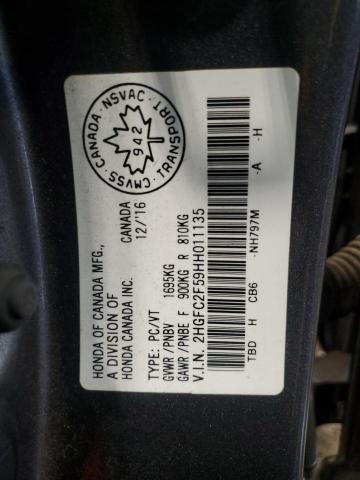 HONDA OF CANADA MFG.,
A DIVISION OF
HONDA CANADA INC.
CANADA
12/'16
CMVSS · CANADA · NSVAC · TRANSPORT
942
TYPE: PC/VT
GVWR / PNBV 1695KG
GAWR / PNBE F 900KG R 810KG
V.I.N. 2HGFC2F59HH011135
TBD H CB6 -NH797M -A -H